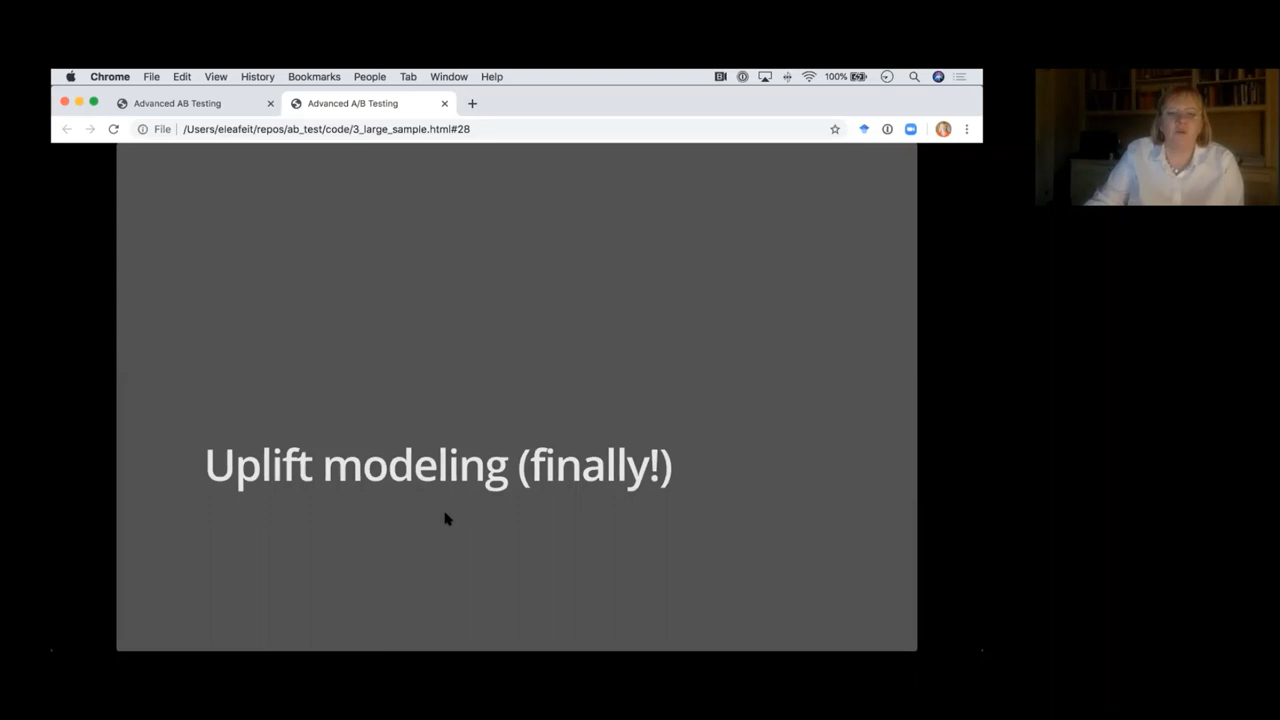 Chrome File Edit View History Bookmarks People Tab Window Help 100%
Advanced AB Testing Advanced A/B Testing
File /Users/eleafeit/repos/ab_test/code/3_large_sample.html#28
Uplift modeling (finally!)